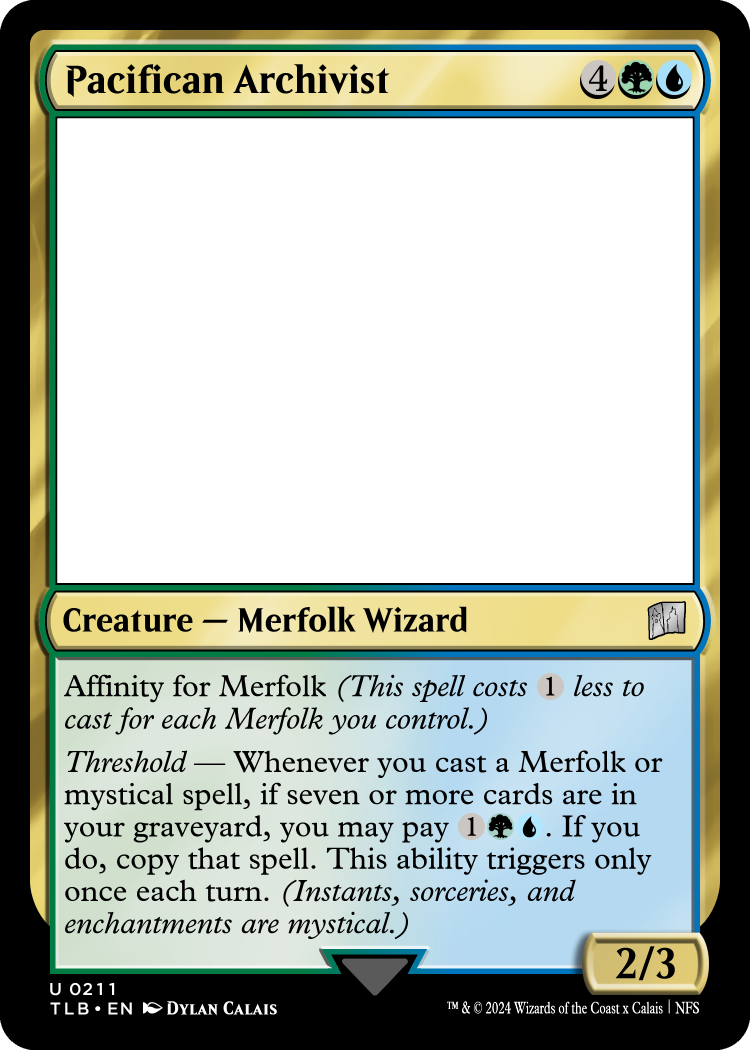 Pacifican Archivist 4
Creature — Merfolk Wizard
Affinity for Merfolk (This spell costs 1 less to
cast for each Merfolk you control.)
Threshold — Whenever you cast a Merfolk or
mystical spell, if seven or more cards are in
your graveyard, you may pay 1. If you
do, copy that spell. This ability triggers only
once each turn. (Instants, sorceries, and
enchantments are mystical.)
2/3
U 0211
TLB • EN DYLAN CALAIS
™ & © 2024 Wizards of the Coast x Calais | NFS